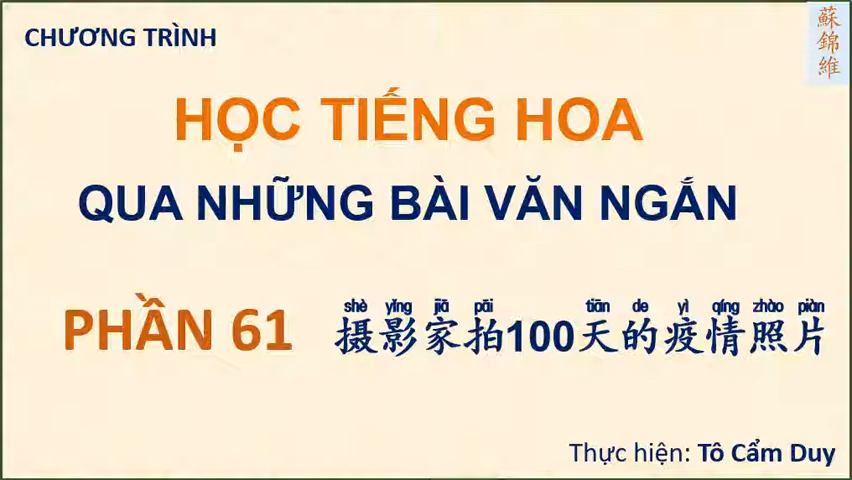 CHƯƠNG TRÌNH
蘇錦維
HỌC TIẾNG HOA
QUA NHỮNG BÀI VĂN NGẮN
shè yǐng jiā pāi tiān de yì qíng zhào piàn
PHẦN 61 摄影家拍100天的疫情照片
Thực hiện: Tô Cẩm Duy